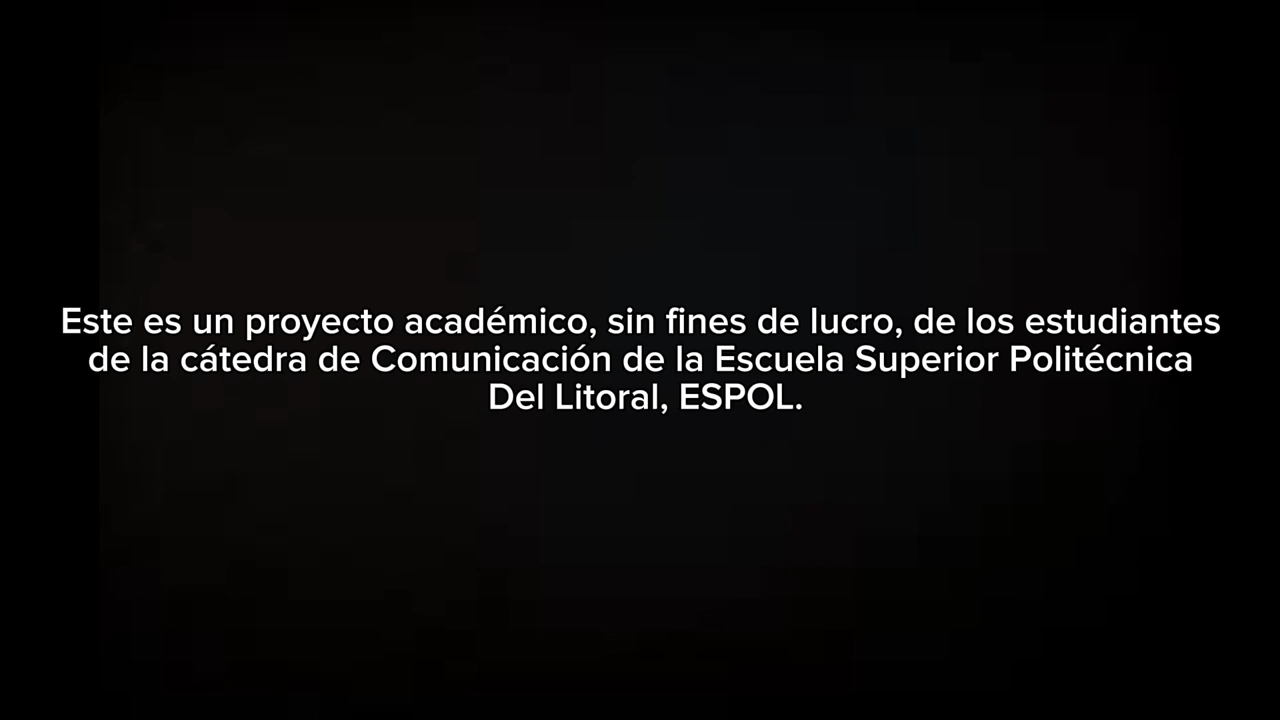 Este es un proyecto académico, sin fines de lucro, de los estudiantes
de la cátedra de Comunicación de la Escuela Superior Politécnica
Del Litoral, ESPOL.